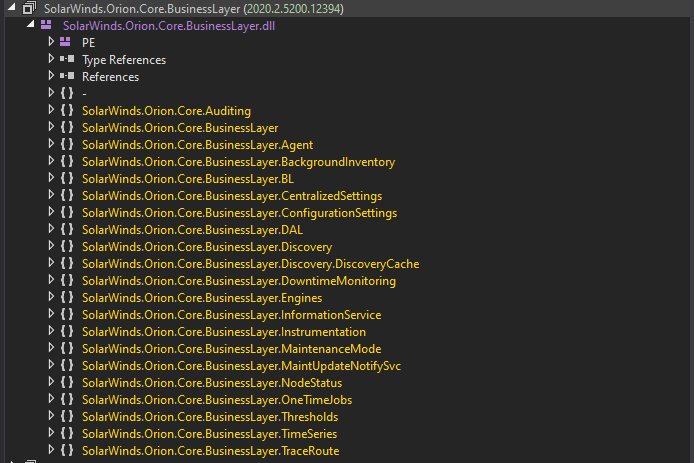 SolarWinds.Orion.Core.BusinessLayer (2020.2.5200.12394)
SolarWinds.Orion.Core.BusinessLayer.dll
PE
Type References
References
{ } -
{ } SolarWinds.Orion.Core.Auditing
{ } SolarWinds.Orion.Core.BusinessLayer
{ } SolarWinds.Orion.Core.BusinessLayer.Agent
{ } SolarWinds.Orion.Core.BusinessLayer.BackgroundInventory
{ } SolarWinds.Orion.Core.BusinessLayer.BL
{ } SolarWinds.Orion.Core.BusinessLayer.CentralizedSettings
{ } SolarWinds.Orion.Core.BusinessLayer.ConfigurationSettings
{ } SolarWinds.Orion.Core.BusinessLayer.DAL
{ } SolarWinds.Orion.Core.BusinessLayer.Discovery
{ } SolarWinds.Orion.Core.BusinessLayer.Discovery.DiscoveryCache
{ } SolarWinds.Orion.Core.BusinessLayer.DowntimeMonitoring
{ } SolarWinds.Orion.Core.BusinessLayer.Engines
{ } SolarWinds.Orion.Core.BusinessLayer.InformationService
{ } SolarWinds.Orion.Core.BusinessLayer.Instrumentation
{ } SolarWinds.Orion.Core.BusinessLayer.MaintenanceMode
{ } SolarWinds.Orion.Core.BusinessLayer.MaintUpdateNotifySvc
{ } SolarWinds.Orion.Core.BusinessLayer.NodeStatus
{ } SolarWinds.Orion.Core.BusinessLayer.OneTimeJobs
{ } SolarWinds.Orion.Core.BusinessLayer.Thresholds
{ } SolarWinds.Orion.Core.BusinessLayer.TimeSeries
{ } SolarWinds.Orion.Core.BusinessLayer.TraceRoute